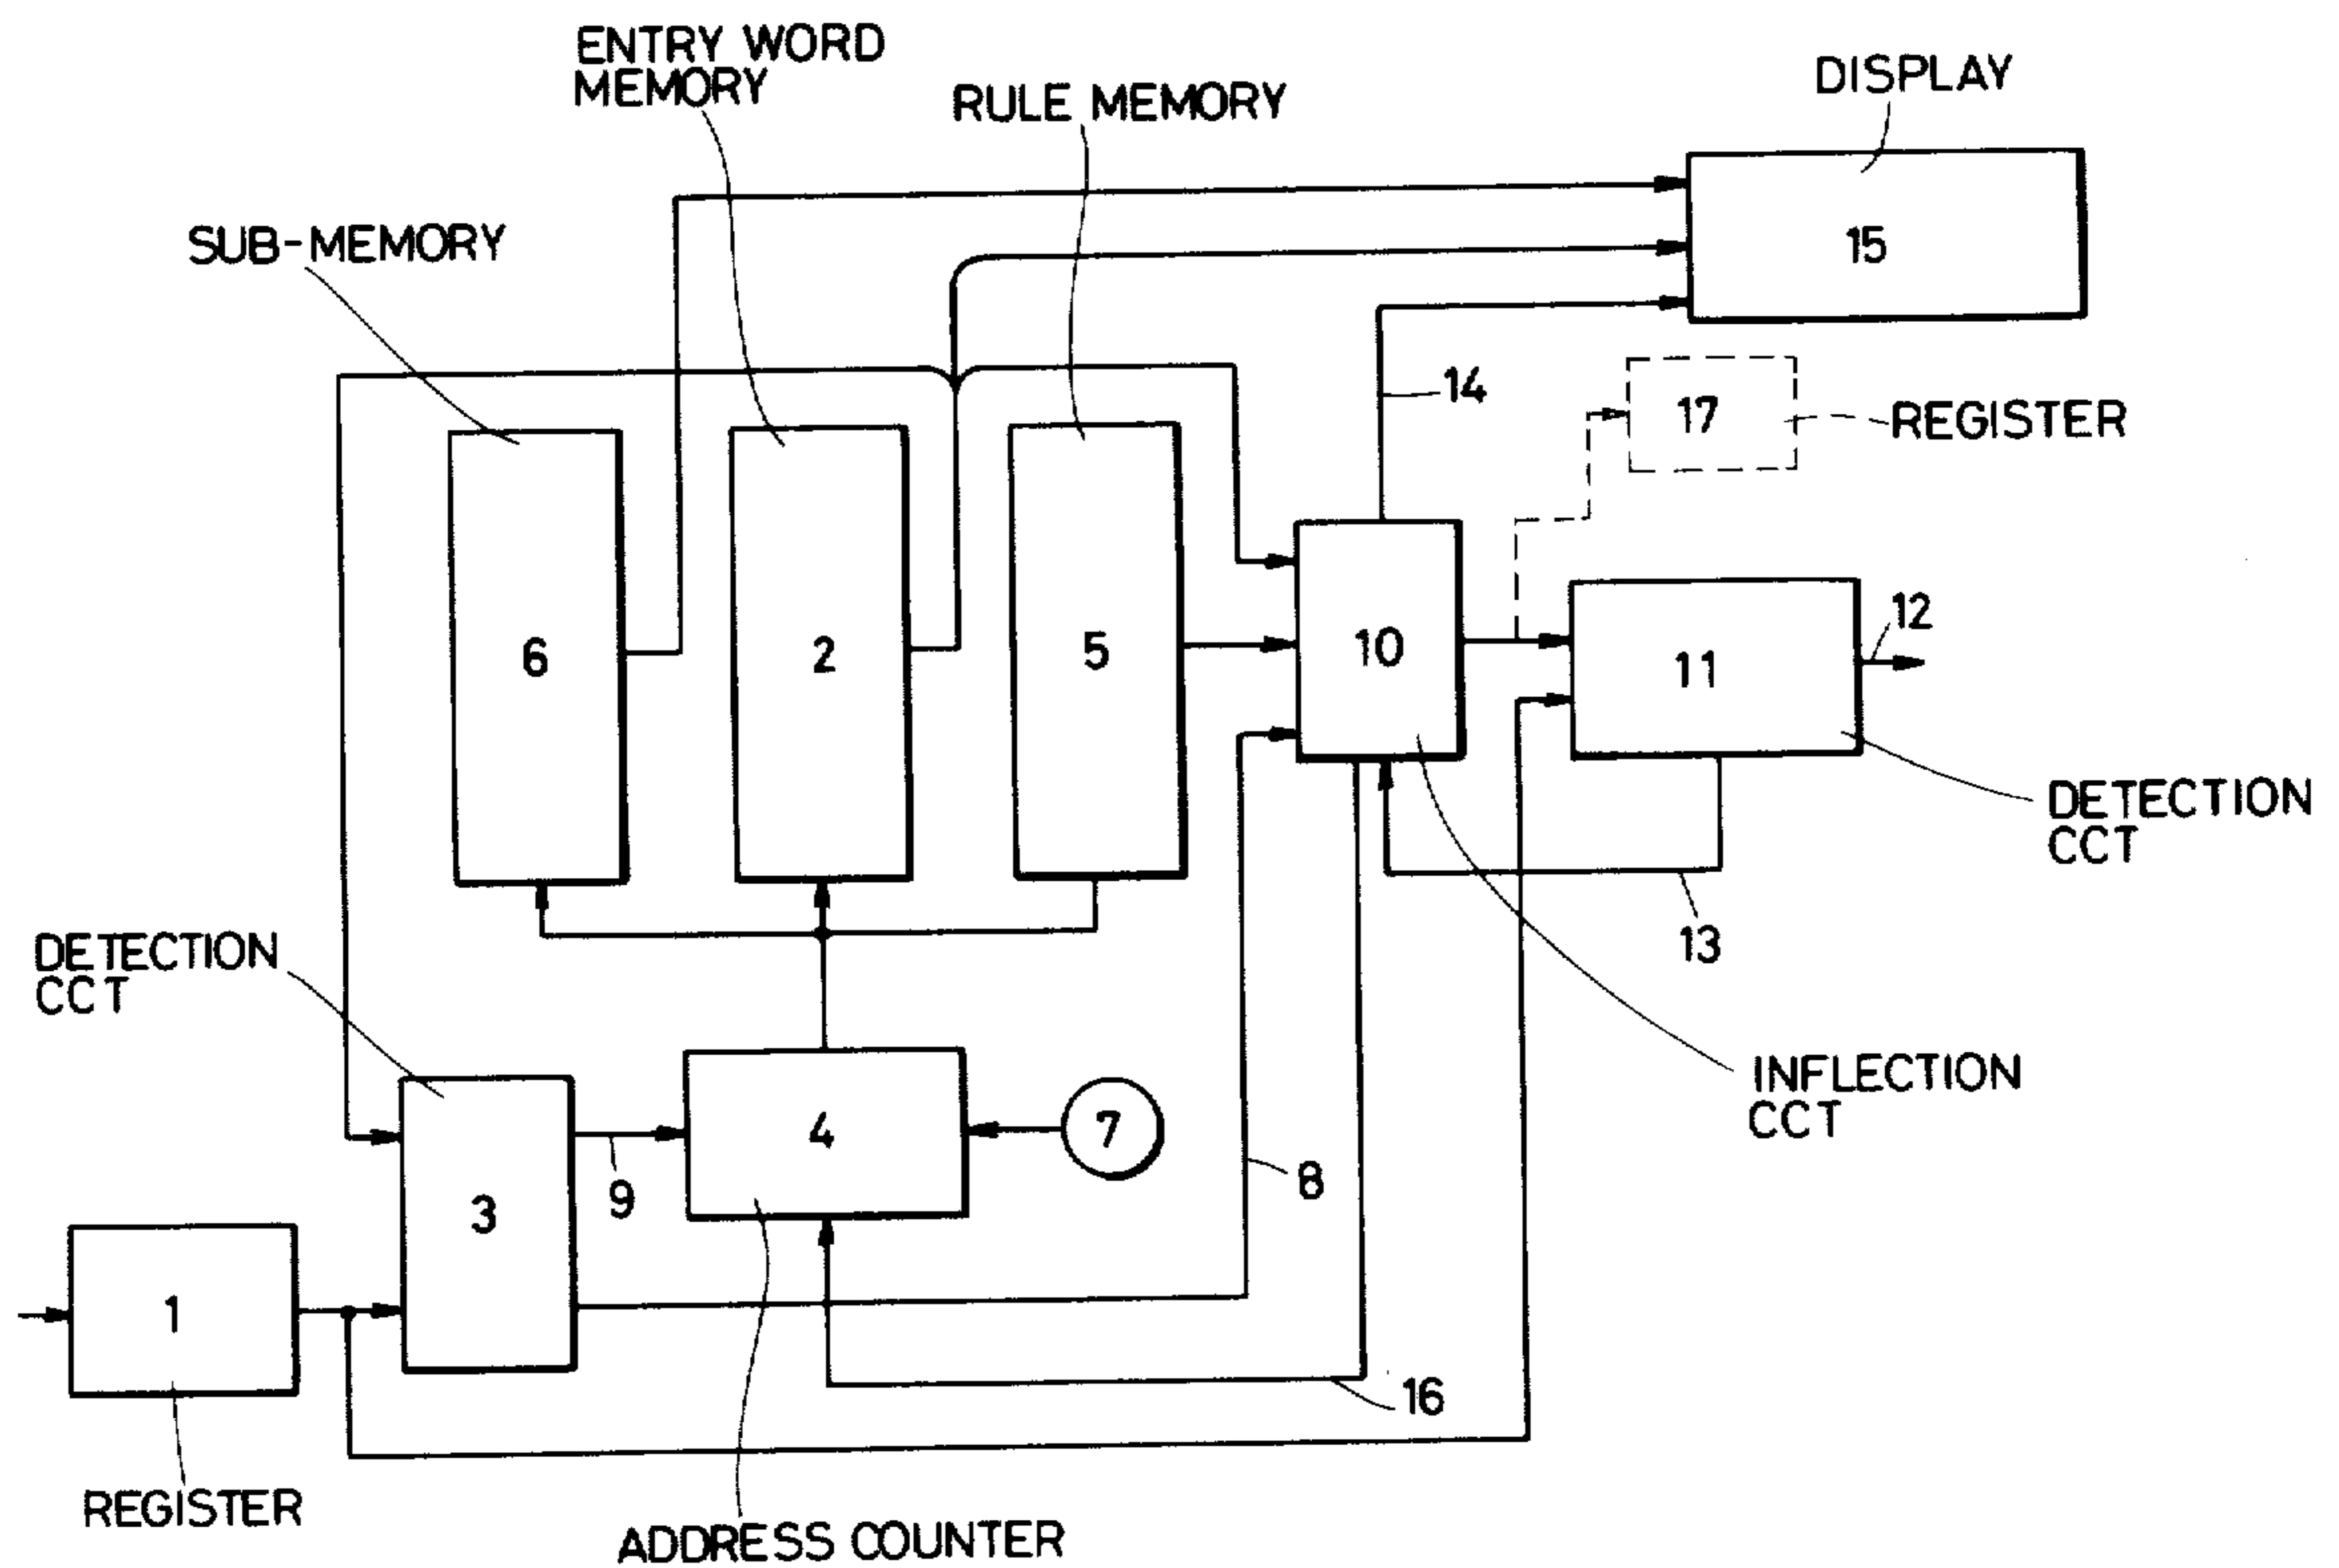 ENTRY WORD
MEMORY
RULE MEMORY
DISPLAY
SUB-MEMORY
15
14
17
REGISTER
6
2
5
10
11
12
13
DETECTION
CCT
DETECTION
CCT
INFLECTION
CCT
3
9
4
7
8
1
16
REGISTER
ADDRESS COUNTER